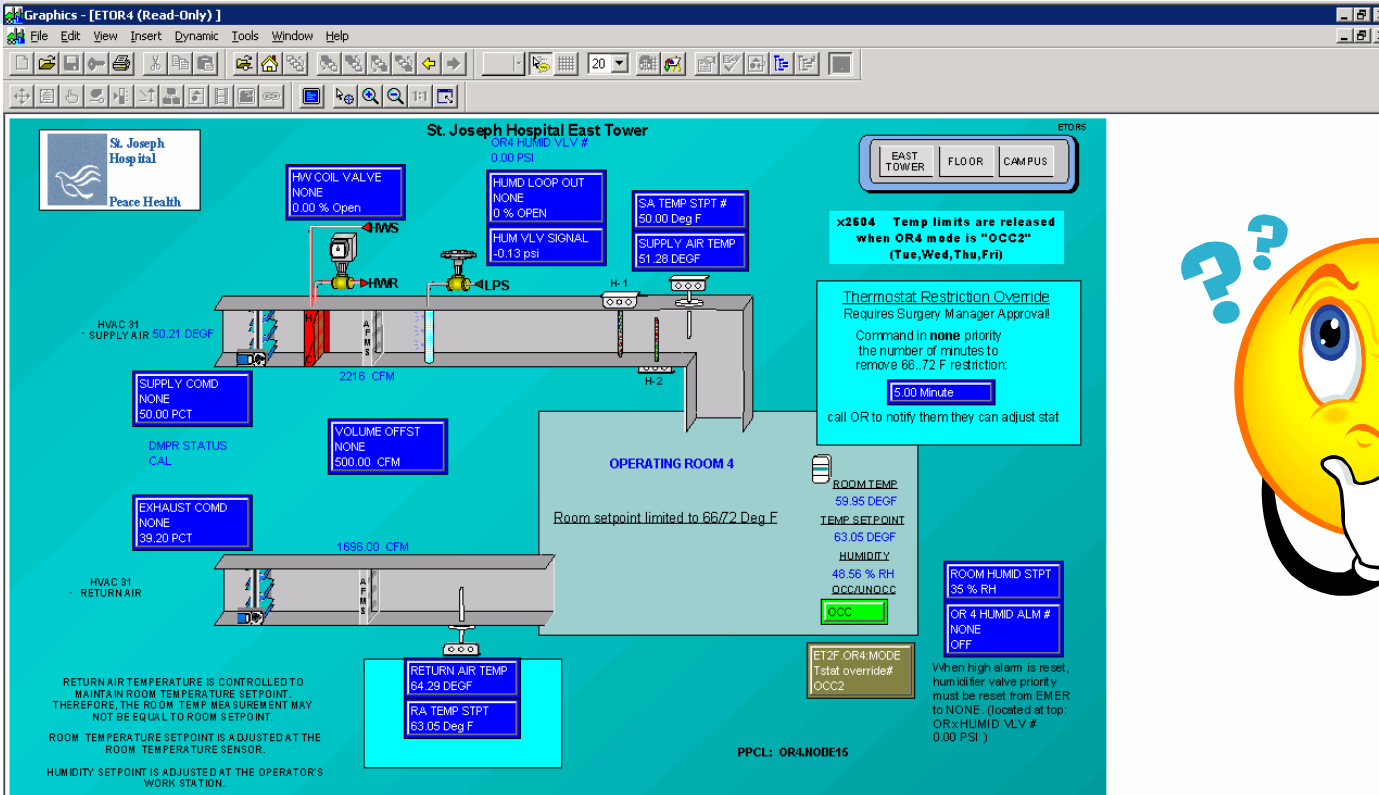 Graphics - [ETOR4 (Read-Only) ]
File Edit View Insert Dynamic Tools Window Help
20
1:1
St. Joseph Hospital East Tower
ETOR5
St. Joseph
Hospital
Peace Health
OR4 HUMID VLV #
0.00 PSI
EAST
TOWER
FLOOR
CAMPUS
HW COIL VALVE
NONE
0.00 % Open
HUMD LOOP OUT
NONE
0 % OPEN
HUM VLV SIGNAL
-0.13 psi
SA TEMP STPT #
50.00 Deg F
SUPPLY AIR TEMP
51.28 DEGF
x2604 Temp limits are released
when OR4 mode is "OCC2"
(Tue,Wed,Thu,Fri)
HWS
HWR
LPS
H-1
H-2
HVAC 31
SUPPLY AIR 50.21 DEGF
H
C
AFMS
2216 CFM
Thermostat Restriction Override
Requires Surgery Manager Approval!
Command in none priority
the number of minutes to
remove 66..72 F restriction:
5.00 Minute
call OR to notify them they can adjust stat
SUPPLY COMD
NONE
50.00 PCT
DMPR STATUS
CAL
VOLUME OFFST
NONE
500.00 CFM
EXHAUST COMD
NONE
39.20 PCT
OPERATING ROOM 4
Room setpoint limited to 66/72 Deg F
ROOM TEMP
59.95 DEGF
TEMP SETPOINT
63.05 DEGF
HUMIDITY
48.56 % RH
OCC/UNOCC
OCC
1696.00 CFM
HVAC 31
RETURN AIR
AFMS
ROOM HUMID STPT
35 % RH
OR 4 HUMID ALM #
NONE
OFF
ET2F.OR4:MODE
Tstat override#
OCC2
When high alarm is reset,
humidifier valve priority
must be reset from EMER
to NONE. (located at top:
ORx HUMID VLV #
0.00 PSI )
RETURN AIR TEMP
64.29 DEGF
RA TEMP STPT
63.05 Deg F
RETURN AIR TEMPERATURE IS CONTROLLED TO
MAINTAIN ROOM TEMPERATURE SETPOINT.
THEREFORE, THE ROOM TEMP MEASUREMENT MAY
NOT BE EQUAL TO ROOM SETPOINT.
ROOM TEMPERATURE SETPOINT IS ADJUSTED AT THE
ROOM TEMPERATURE SENSOR.
HUMIDITY SETPOINT IS ADJUSTED AT THE OPERATOR'S
WORK STATION.
PPCL: OR4.NODE15
???